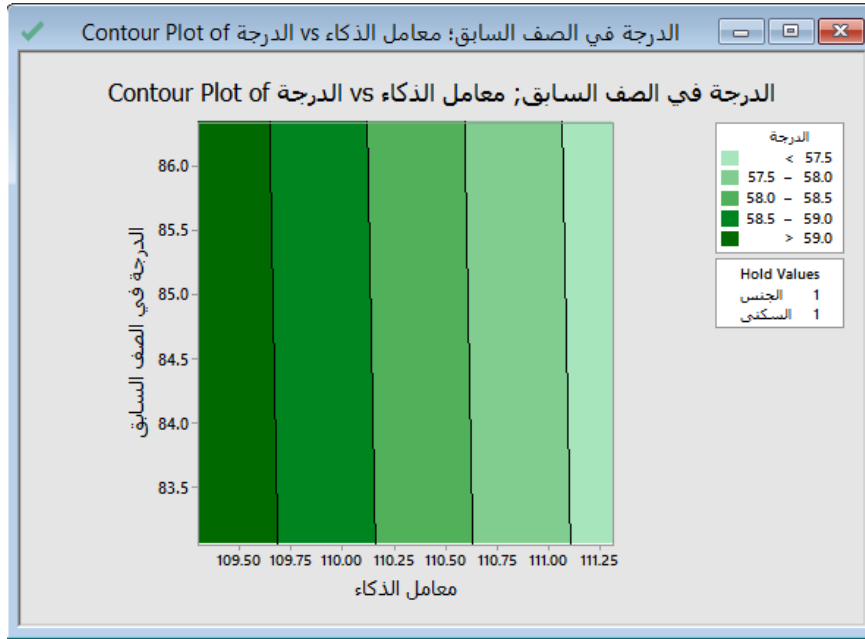 Contour Plot of الدرجة vs الدرجة في الصف السابق؛ معامل الذكاء
Contour Plot of الدرجة vs الدرجة في الصف السابق; معامل الذكاء
الدرجة
< 57.5
57.5 – 58.0
58.0 – 58.5
58.5 – 59.0
> 59.0
Hold Values
الجنس 1
السكنى 1
الدرجة في الصف السابق
86.0
85.5
85.0
84.5
84.0
83.5
109.50 109.75 110.00 110.25 110.50 110.75 111.00 111.25
معامل الذكاء